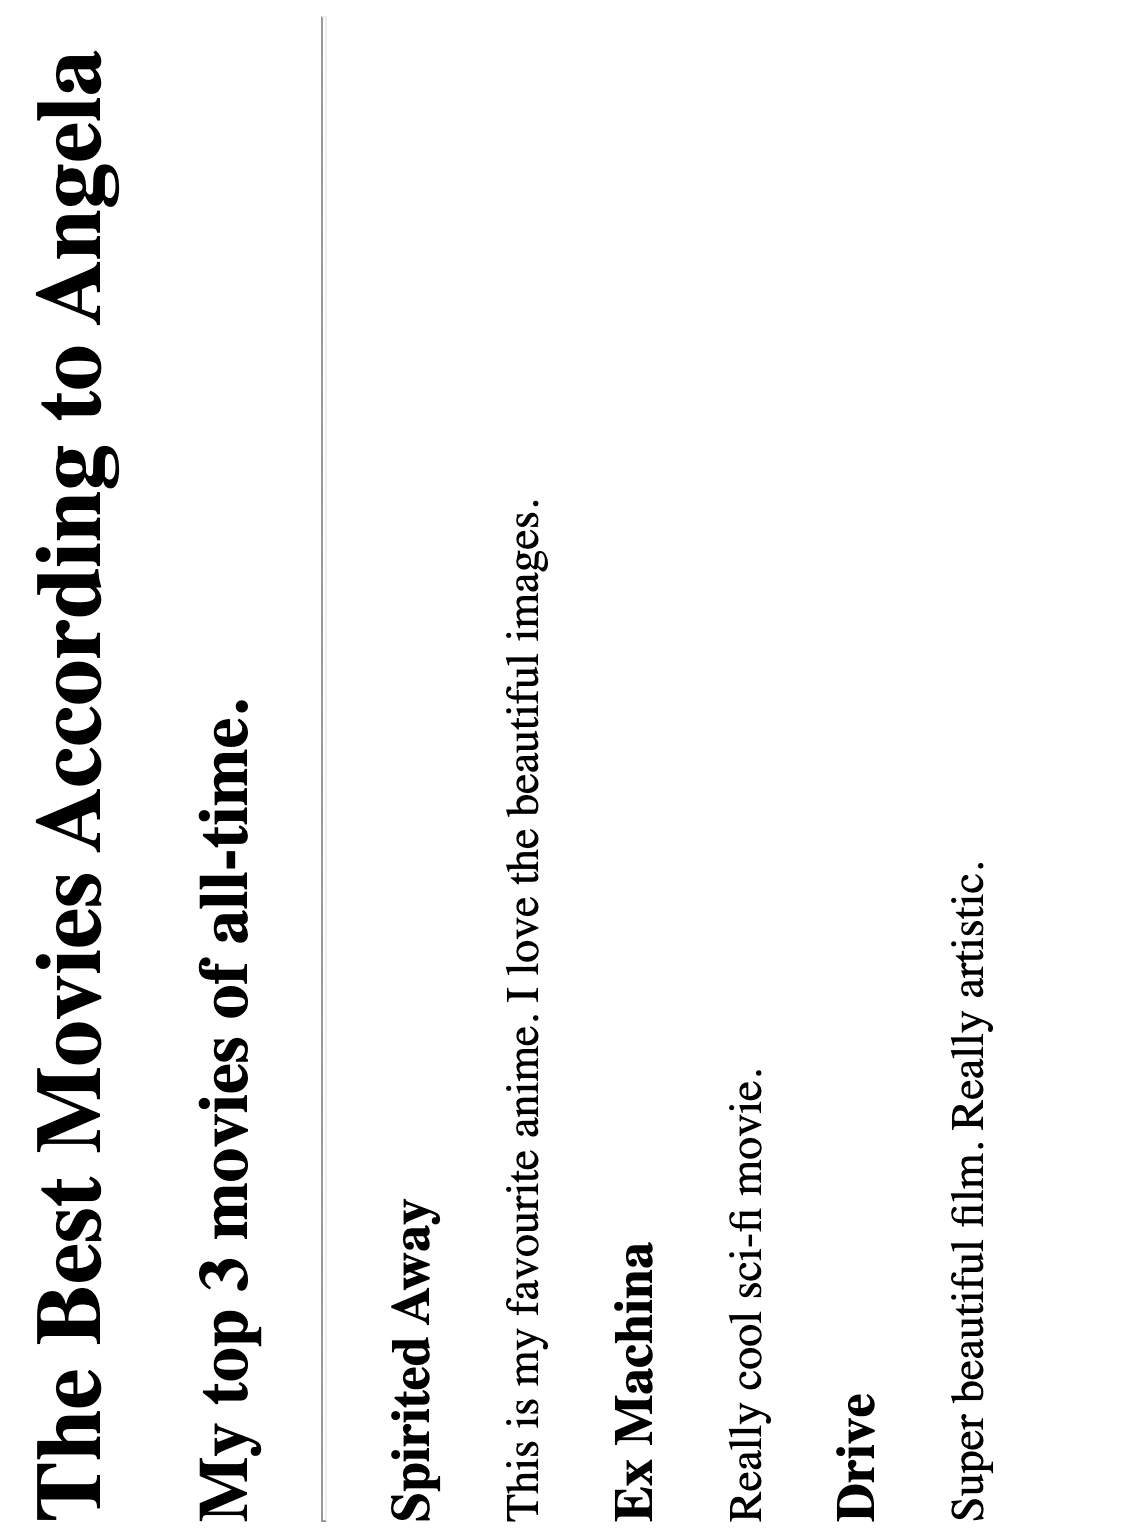 The Best Movies According to Angela
My top 3 movies of all-time.
Spirited Away
This is my favourite anime. I love the beautiful images.
Ex Machina
Really cool sci-fi movie.
Drive
Super beautiful film. Really artistic.